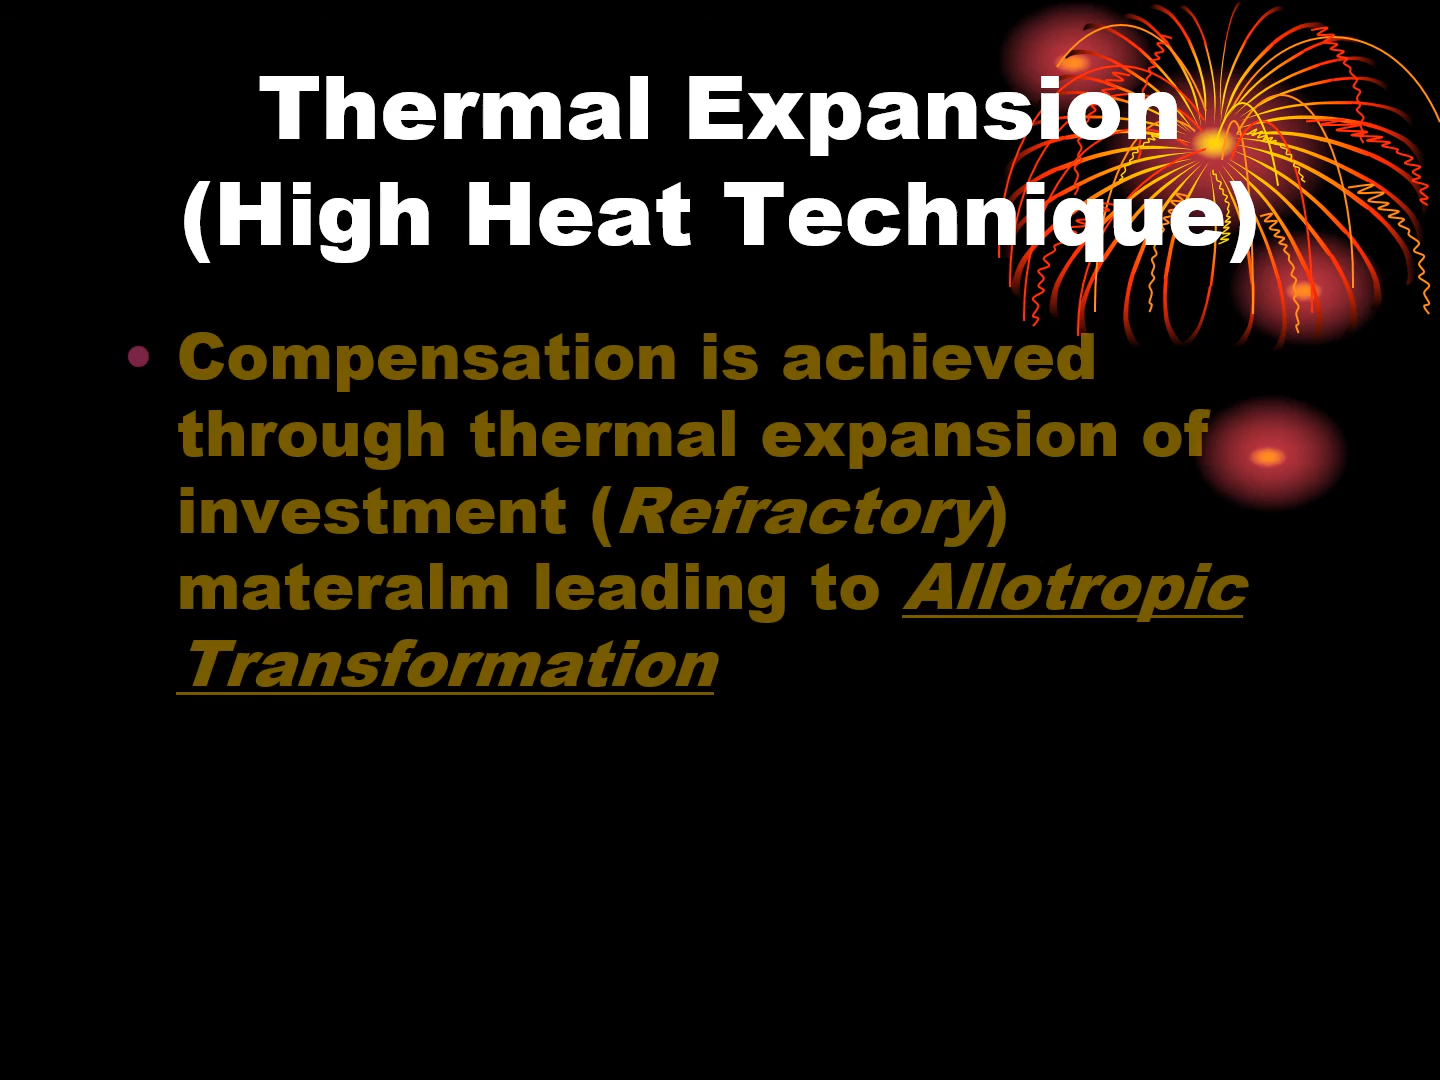 Thermal Expansion
(High Heat Technique)
• Compensation is achieved
through thermal expansion of
investment (Refractory)
materalm leading to Allotropic
Transformation